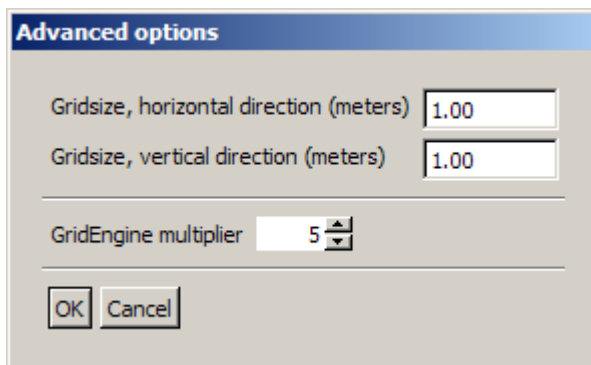 Advanced options
Gridsize, horizontal direction (meters) 1.00
Gridsize, vertical direction (meters) 1.00
GridEngine multiplier 5
OK Cancel